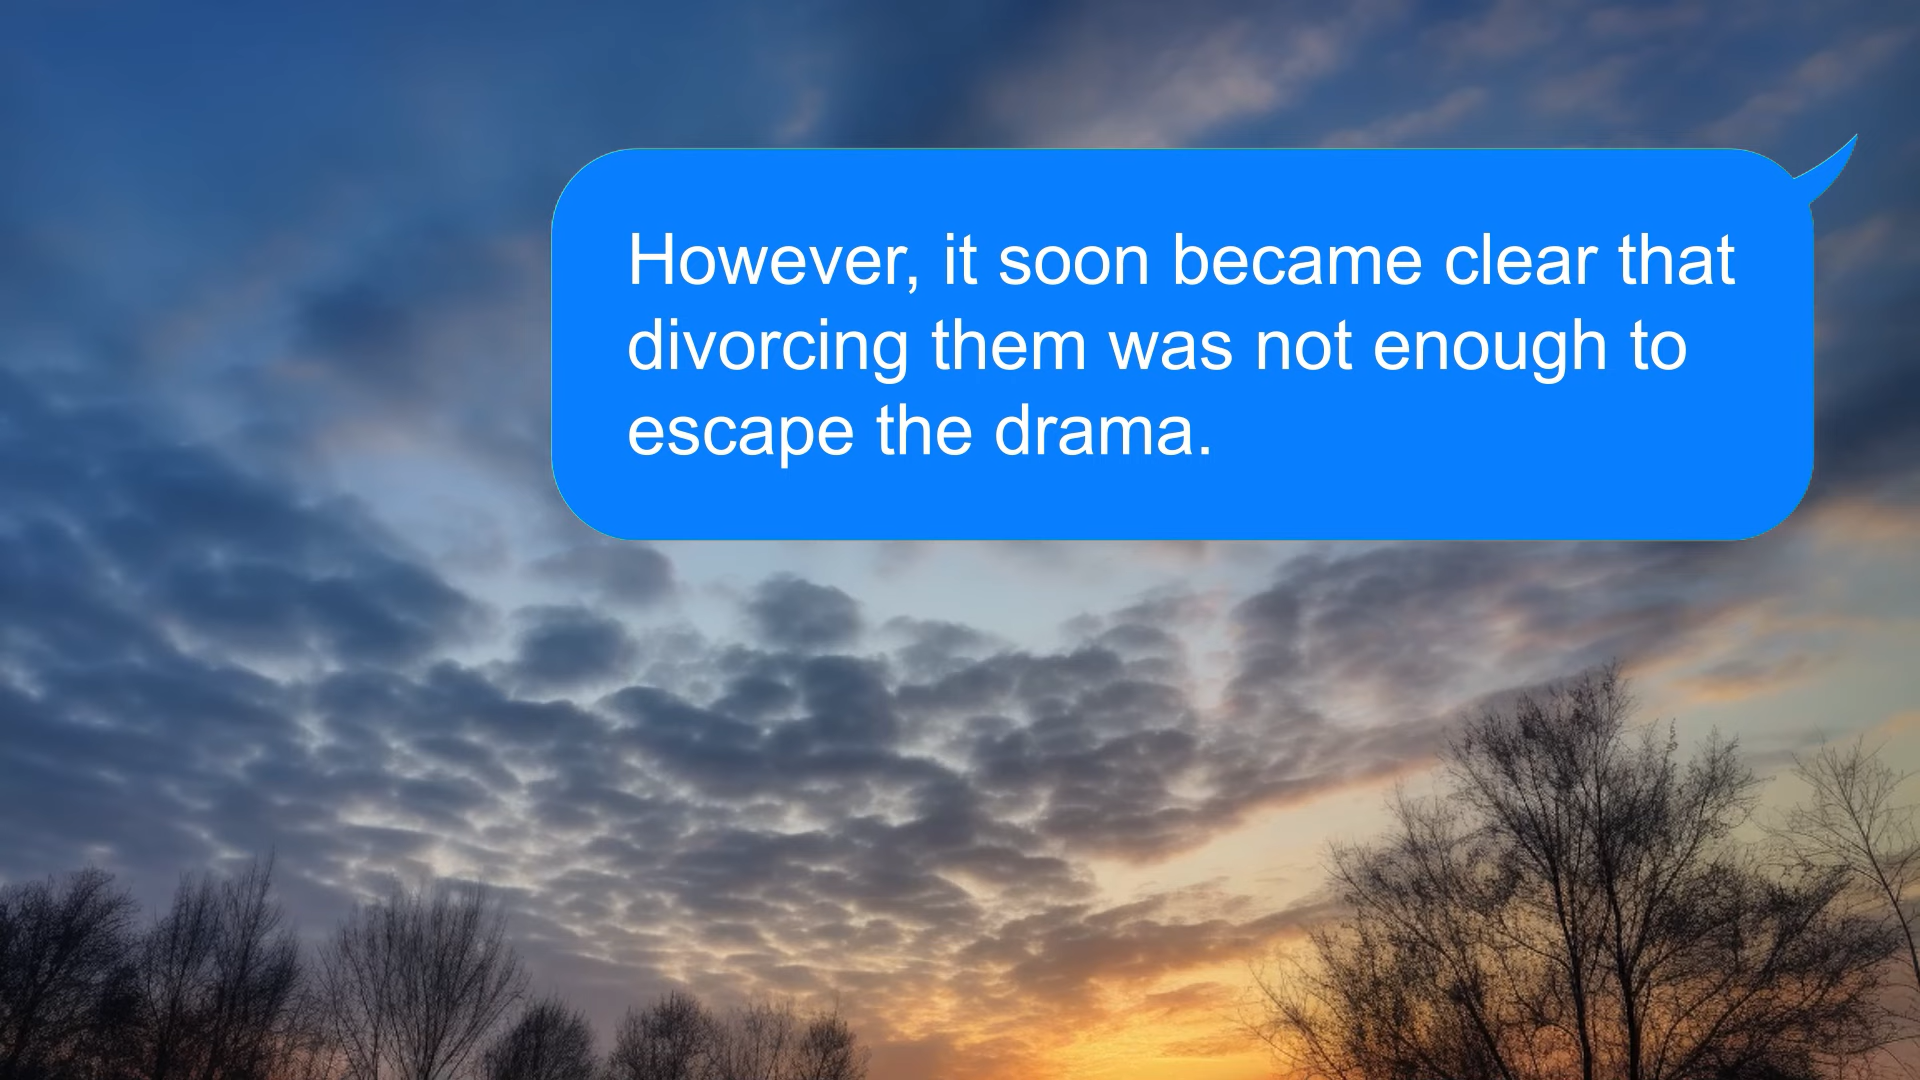 However, it soon became clear that
divorcing them was not enough to
escape the drama.